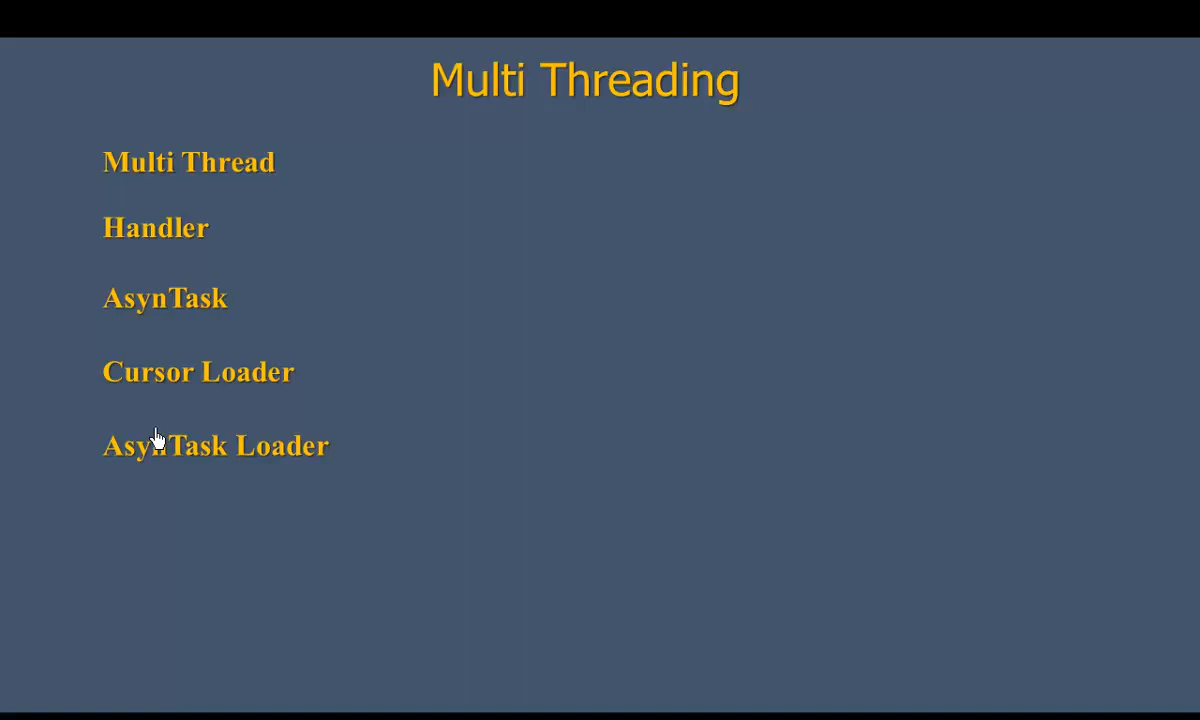 Multi Threading
Multi Thread
Handler
AsynTask
Cursor Loader
AsynTask Loader